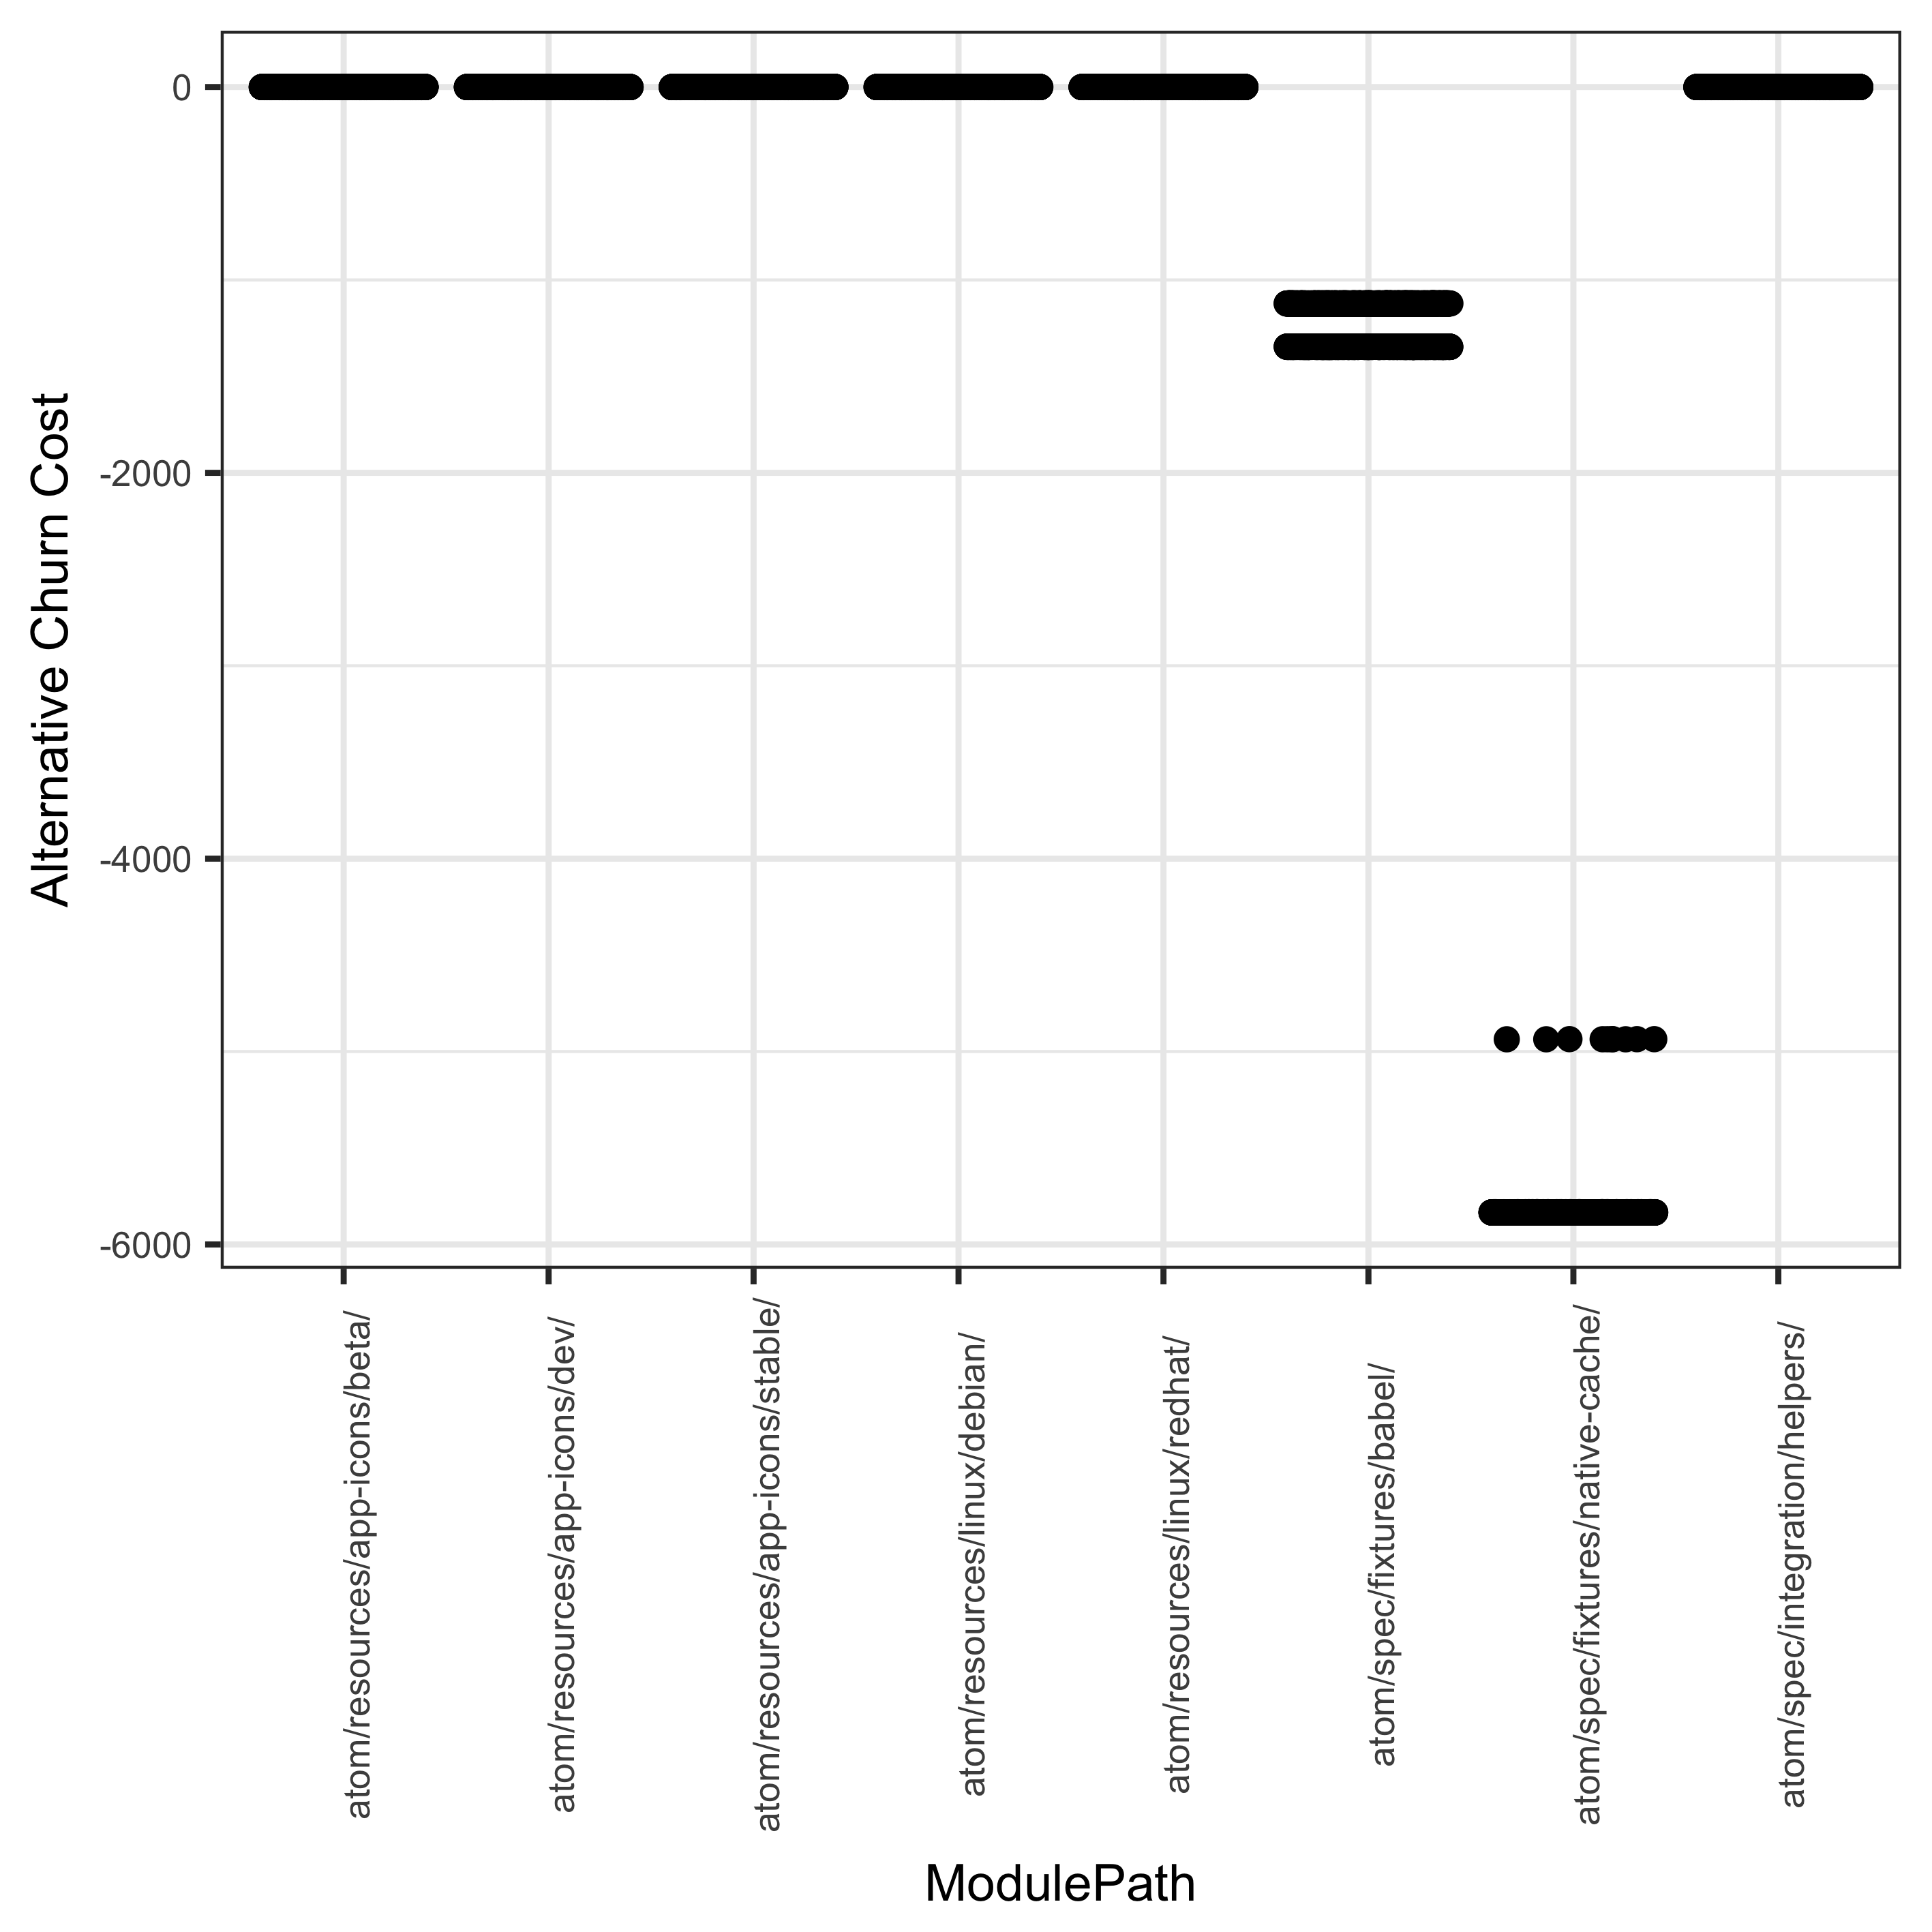 Alternative Churn Cost
0
-2000
-4000
-6000
atom/resources/app-icons/beta/
atom/resources/app-icons/dev/
atom/resources/app-icons/stable/
atom/resources/linux/debian/
atom/resources/linux/redhat/
atom/spec/fixtures/babel/
atom/spec/fixtures/native-cache/
atom/spec/integration/helpers/
ModulePath